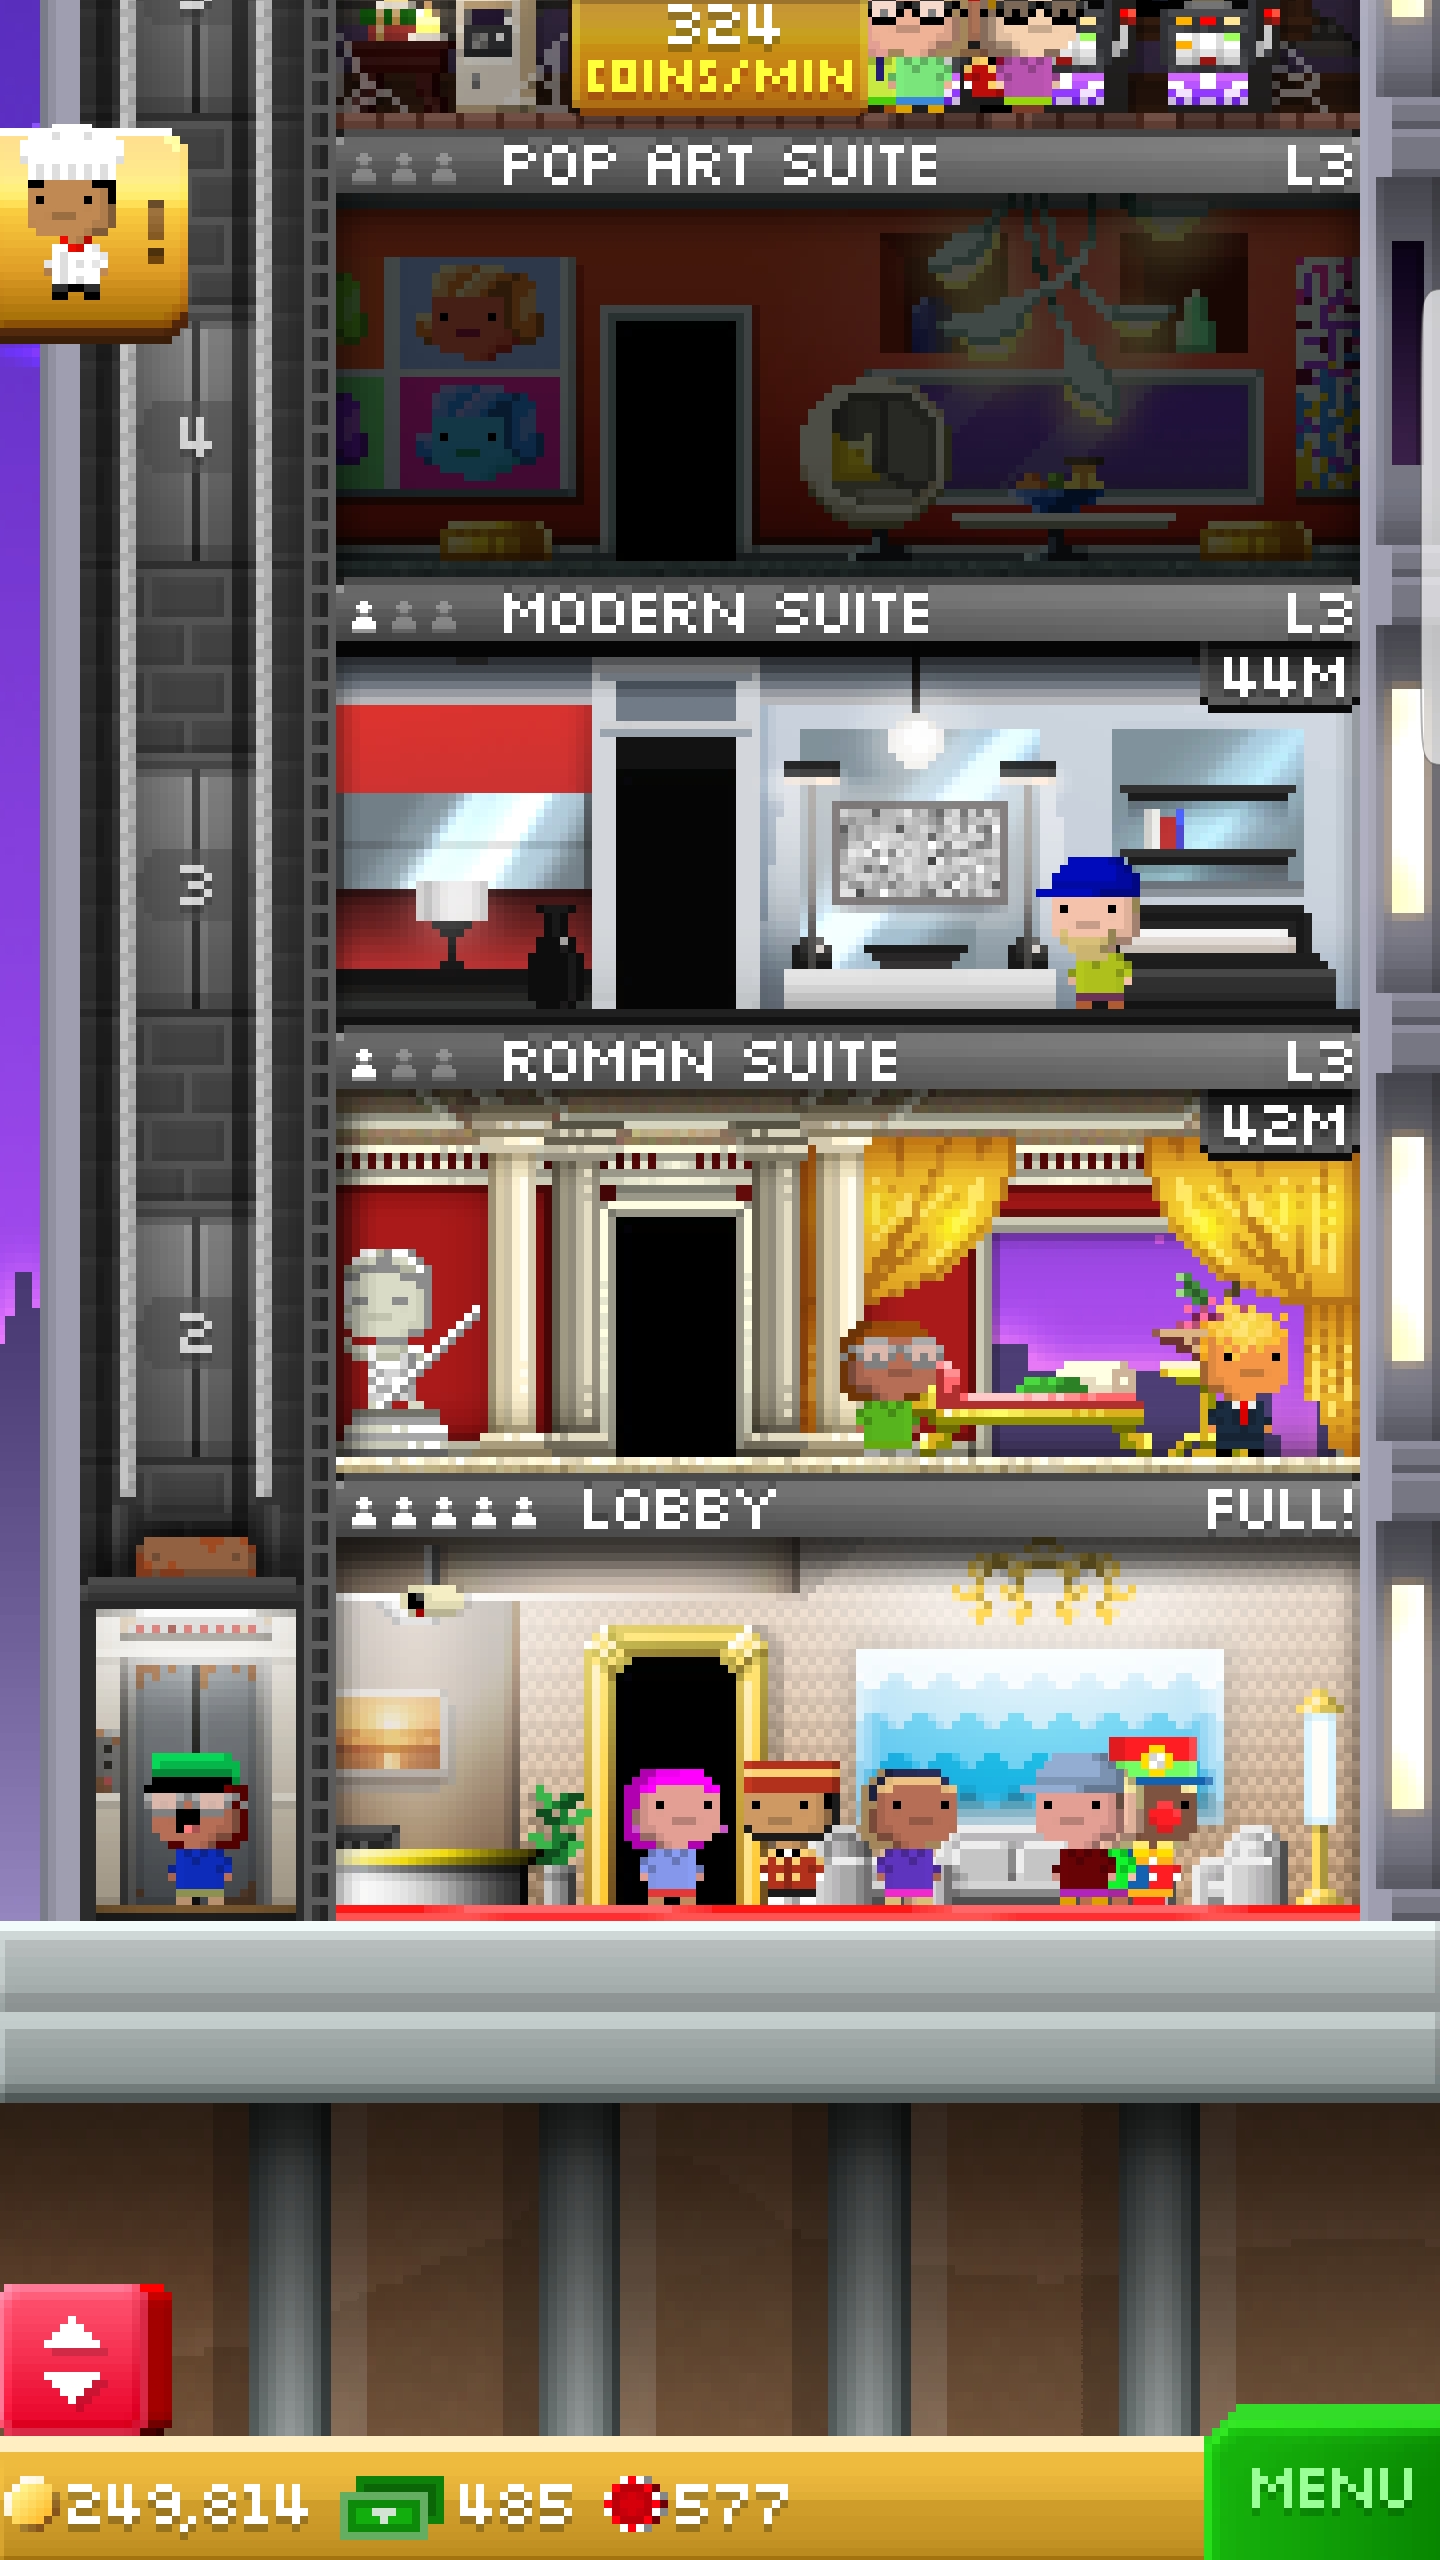 324
COINS/MIN
POP ART SUITE L3
!
4
MODERN SUITE L3
44M
3
ROMAN SUITE L3
42M
2
LOBBY FULL!
249,814 485 577
MENU